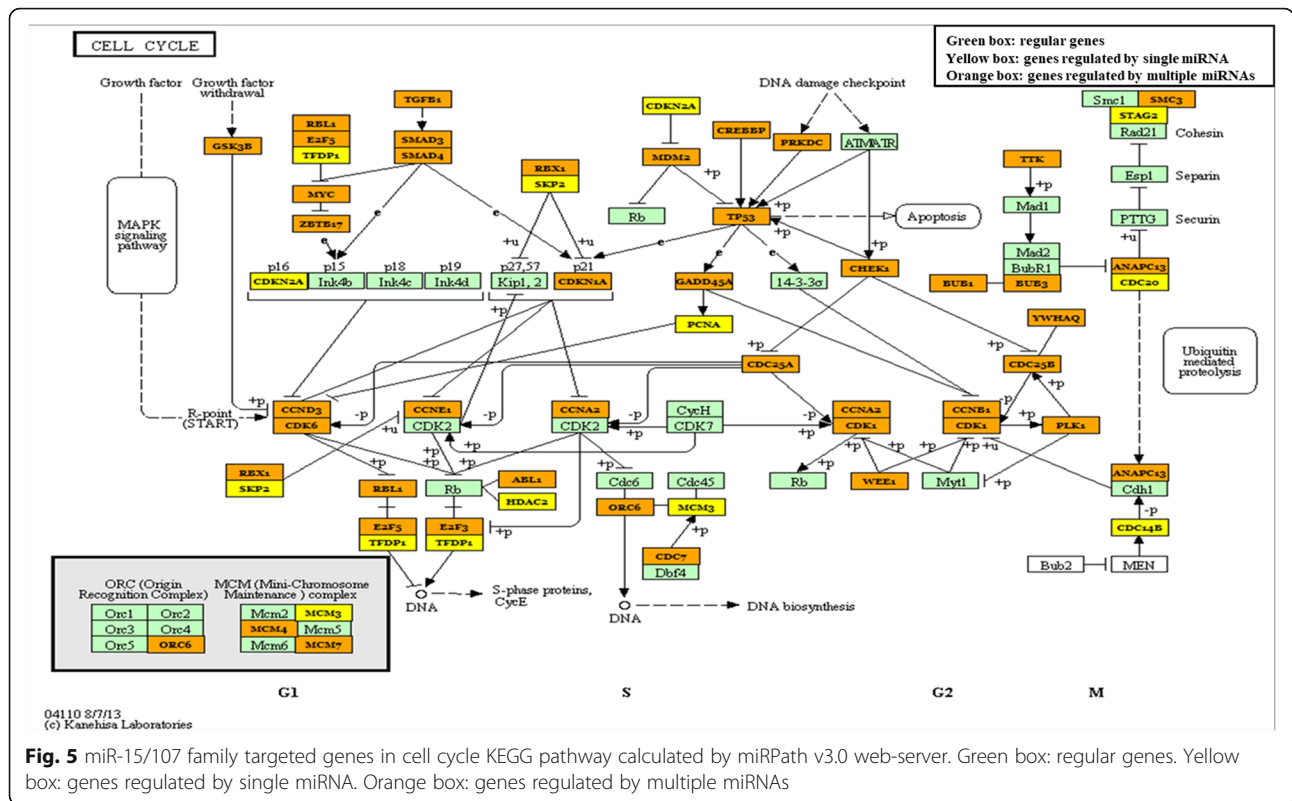 CELL CYCLE
Green box: regular genes
Yellow box: genes regulated by single miRNA
Orange box: genes regulated by multiple miRNAs
Growth factor
Growth factor
withdrawal
DNA damage checkpoint
TGFB1
CDKN2A
Smc1 SMC3
STAG2
Rad21 Cohesin
RBL1
E2F5
TFDP1
GSK3B
SMAD3
SMAD4
CREBBP
PRKDC
ATM/ATR
MDM2
+p
RBX1
SKP2
TTK
+p
Esp1 Separin
MYC
ZBTB17
Mad1
MAPK
signaling
pathway
Rb
TP53
+p
Apoptosis
PTTG Securin
e
e
e
+u
+u
e
e
e
+p
+p
+u
Mad2
BubR1
p16
p15
p18
p19
p27,57
p21
CDKN2A
Ink4b
Ink4c
Ink4d
Kip1, 2
CDKN1A
GADD45A
14-3-3σ
CHEK1
BUB1
BUB3
ANAPC13
CDC20
+p
PCNA
YWHAQ
+p
+p
CDC25A
CDC25B
Ubiquitin
mediated
proteolysis
+p
R-point
(START)
CCND3
CDK6
-p
CCNE1
CDK2
-p
CCNA2
CDK2
-p
+p
CycH
CDK7
-p
+p
CCNA2
CDK1
CCNB1
CDK1
-p
+p
+p
PLK1
+u
+p
+p
+p
+p
+p
+p
+p
+u
RBX1
SKP2
RBL1
Rb
ABL1
HDAC2
Cdc6
Cdc45
Rb
WEE1
Myt1
+p
ANAPC13
Cdh1
-p
ORC6
MCM3
E2F5
TFDP1
E2F3
TFDP1
+p
+p
CDC14B
CDC7
Dbf4
Bub2
MEN
DNA
S-phase proteins,
CycE
DNA
DNA biosynthesis
ORC (Origin
Recognition Complex)
MCM (Mini-Chromosome
Maintenance ) complex
Orc1 Orc2 Mcm2 MCM3
Orc3 Orc4 MCM4 Mcm5
Orc5 ORC6 Mcm6 MCM7
G1 S G2 M
04110 8/7/13
(c) Kanehisa Laboratories
Fig. 5 miR-15/107 family targeted genes in cell cycle KEGG pathway calculated by miRPath v3.0 web-server. Green box: regular genes. Yellow
box: genes regulated by single miRNA. Orange box: genes regulated by multiple miRNAs